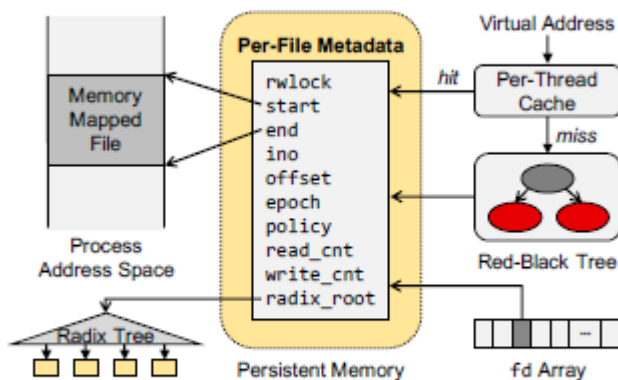 Virtual Address
Per-File Metadata
rwlock
start
end
ino
offset
epoch
policy
read_cnt
write_cnt
radix_root
hit
Per-Thread
Cache
miss
Memory
Mapped
File
Process
Address Space
Red-Black Tree
Radix Tree
...
Persistent Memory
fd Array